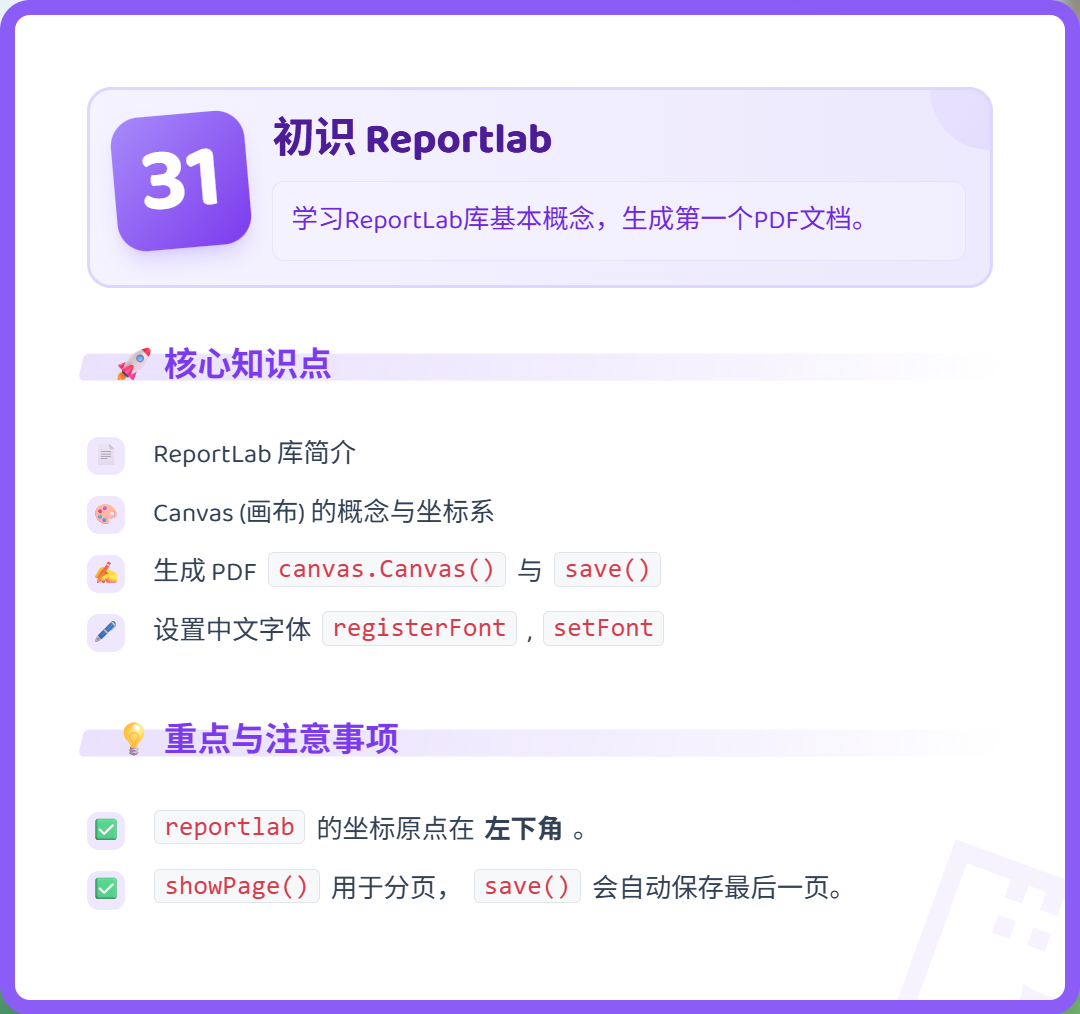 31
初识 Reportlab
学习ReportLab库基本概念，生成第一个PDF文档。
🚀 核心知识点
ReportLab 库简介
Canvas (画布) 的概念与坐标系
生成 PDF canvas.Canvas() 与 save()
设置中文字体 registerFont , setFont
💡 重点与注意事项
✅ reportlab 的坐标原点在 左下角 。
✅ showPage() 用于分页， save() 会自动保存最后一页。